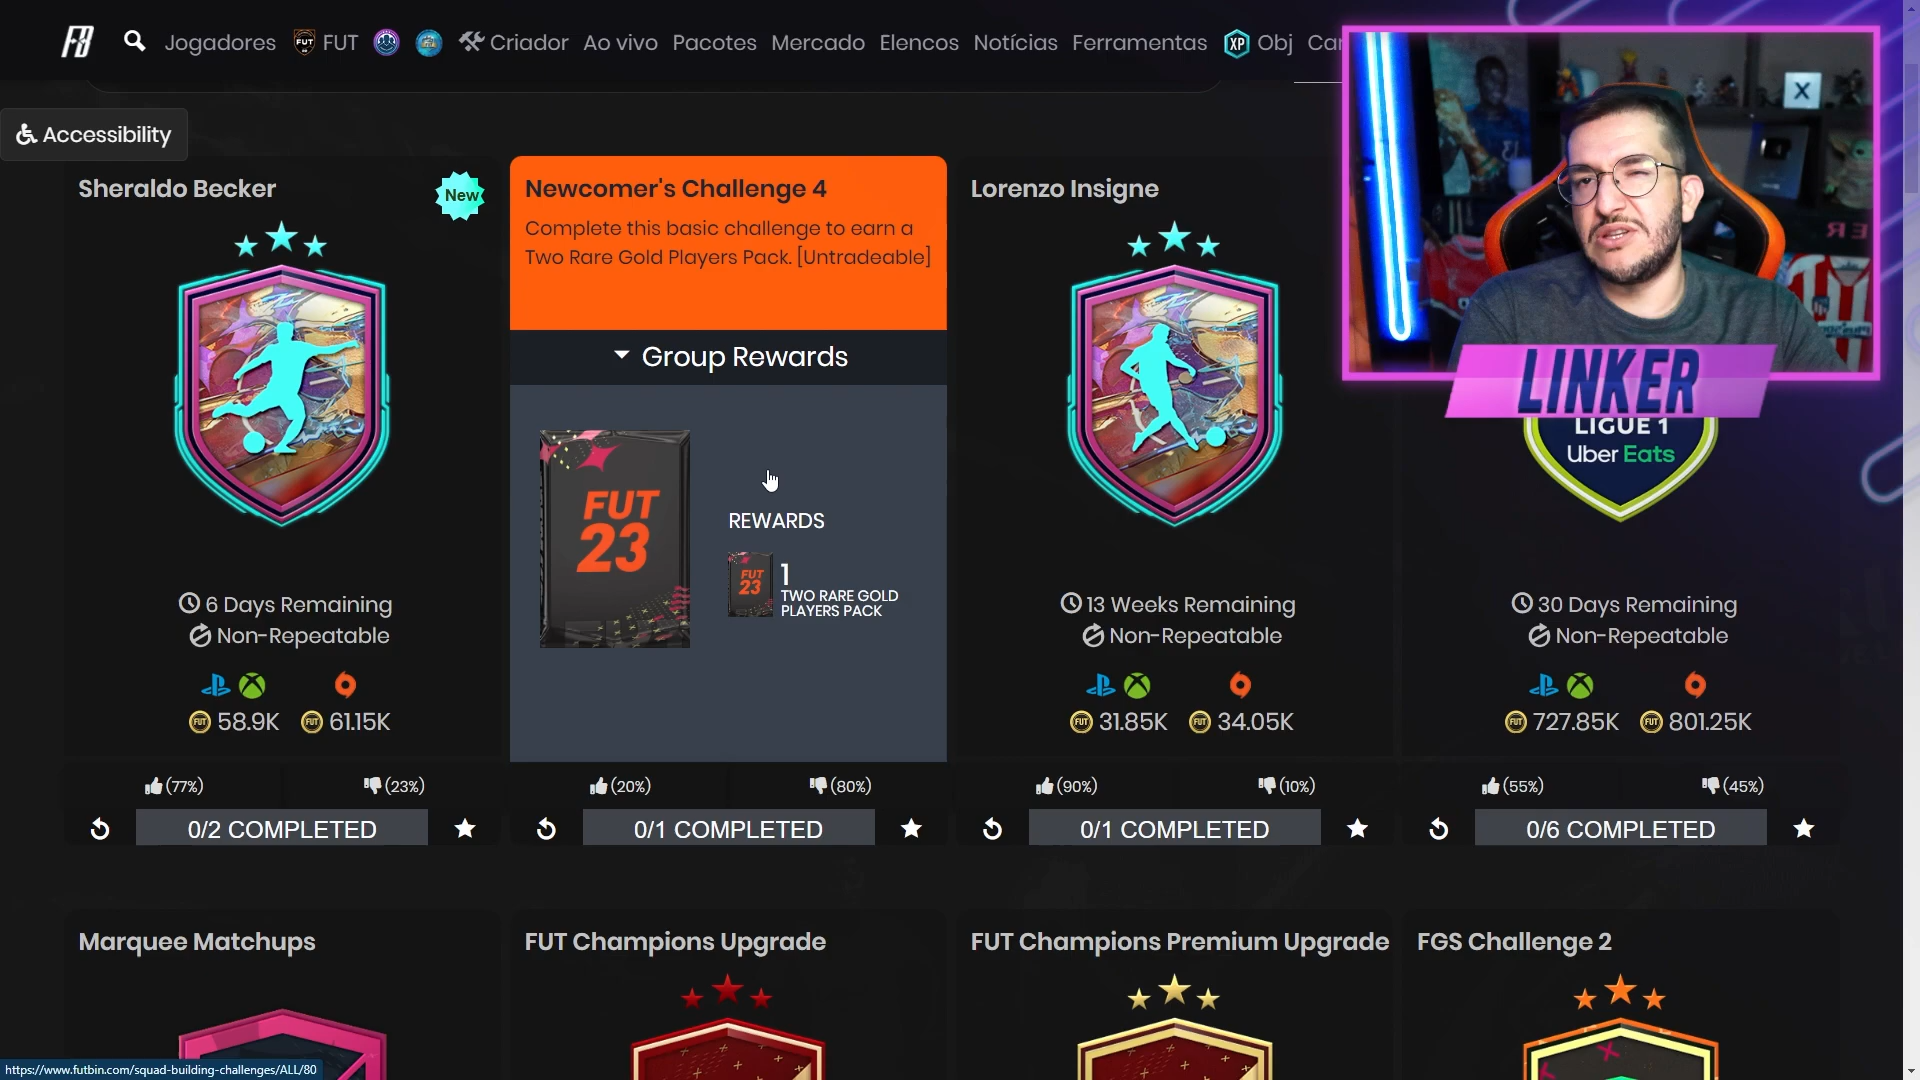 FB
Jogadores FUT Criador Ao vivo Pacotes Mercado Elencos Notícias Ferramentas XP Obj
Accessibility
X
LINKER
Sheraldo Becker
New
6 Days Remaining
Non-Repeatable
58.9K 61.15K
(77%) (23%)
0/2 COMPLETED
Newcomer's Challenge 4
Complete this basic challenge to earn a
Two Rare Gold Players Pack. [Untradeable]
Group Rewards
FUT
23
REWARDS
FUT
23
1
TWO RARE GOLD
PLAYERS PACK
(20%) (80%)
0/1 COMPLETED
Lorenzo Insigne
13 Weeks Remaining
Non-Repeatable
31.85K 34.05K
(90%) (10%)
0/1 COMPLETED
LIGUE 1
Uber Eats
30 Days Remaining
Non-Repeatable
727.85K 801.25K
(55%) (45%)
0/6 COMPLETED
Marquee Matchups
FUT Champions Upgrade
FUT Champions Premium Upgrade
FGS Challenge 2
https://www.futbin.com/squad-building-challenges/ALL/80